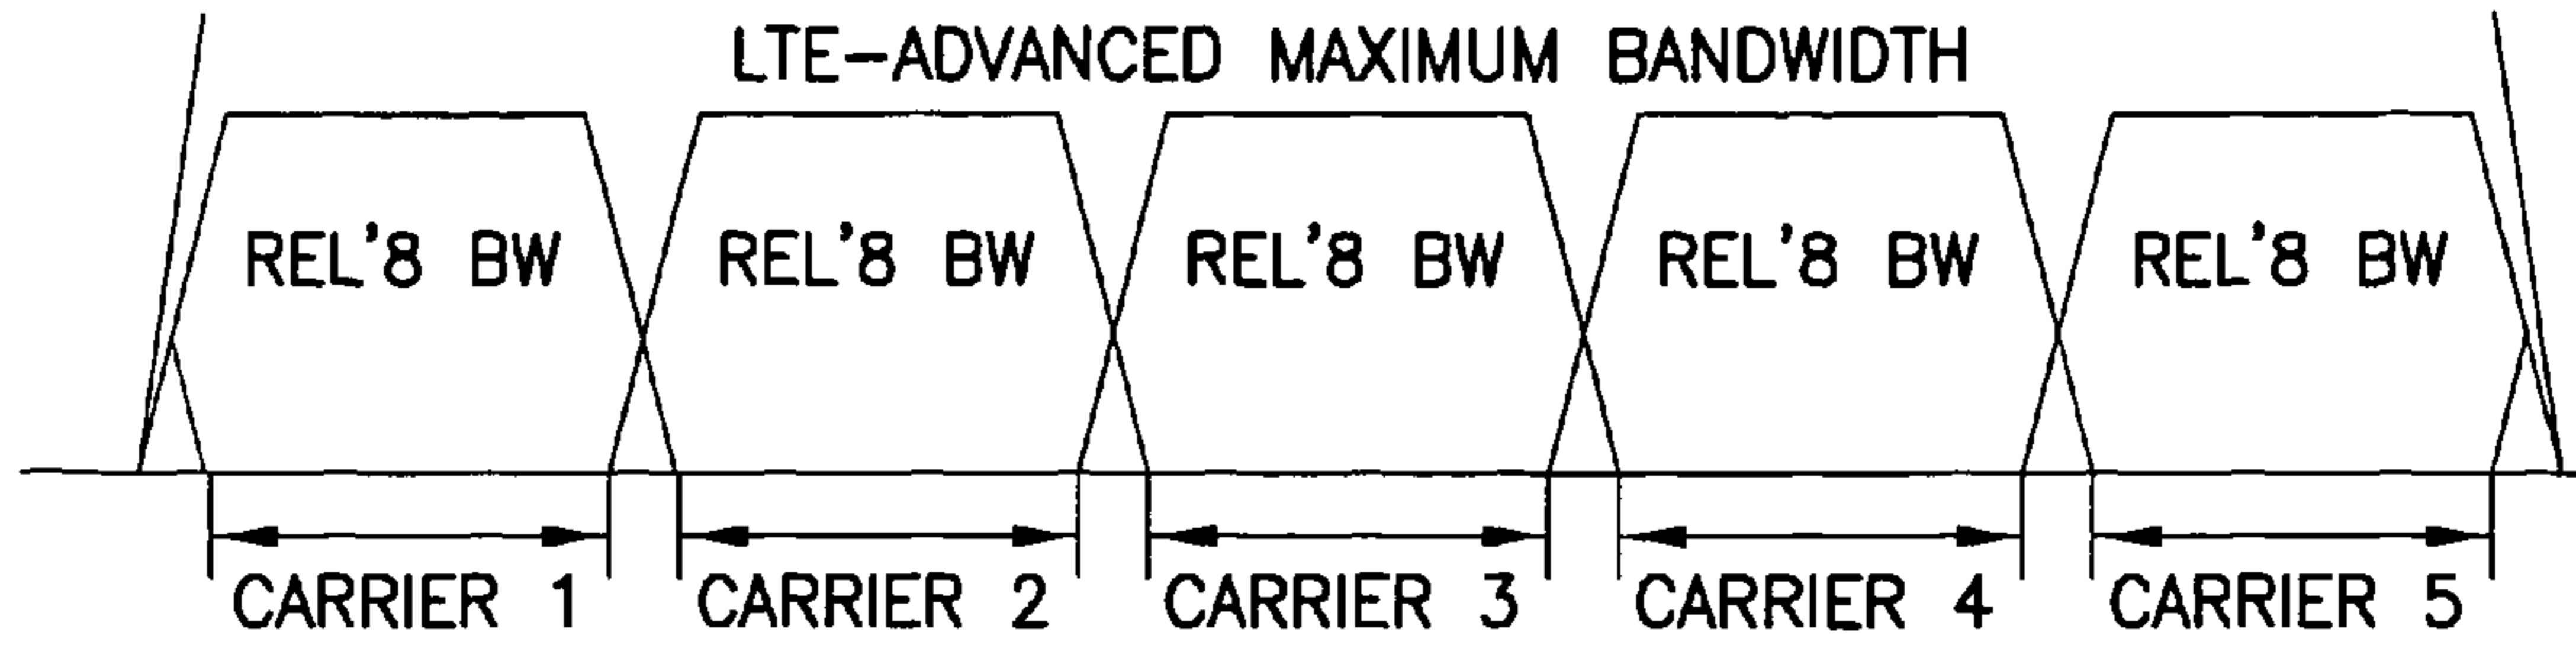 LTE-ADVANCED MAXIMUM BANDWIDTH
REL'8 BW REL'8 BW REL'8 BW REL'8 BW REL'8 BW
CARRIER 1 CARRIER 2 CARRIER 3 CARRIER 4 CARRIER 5